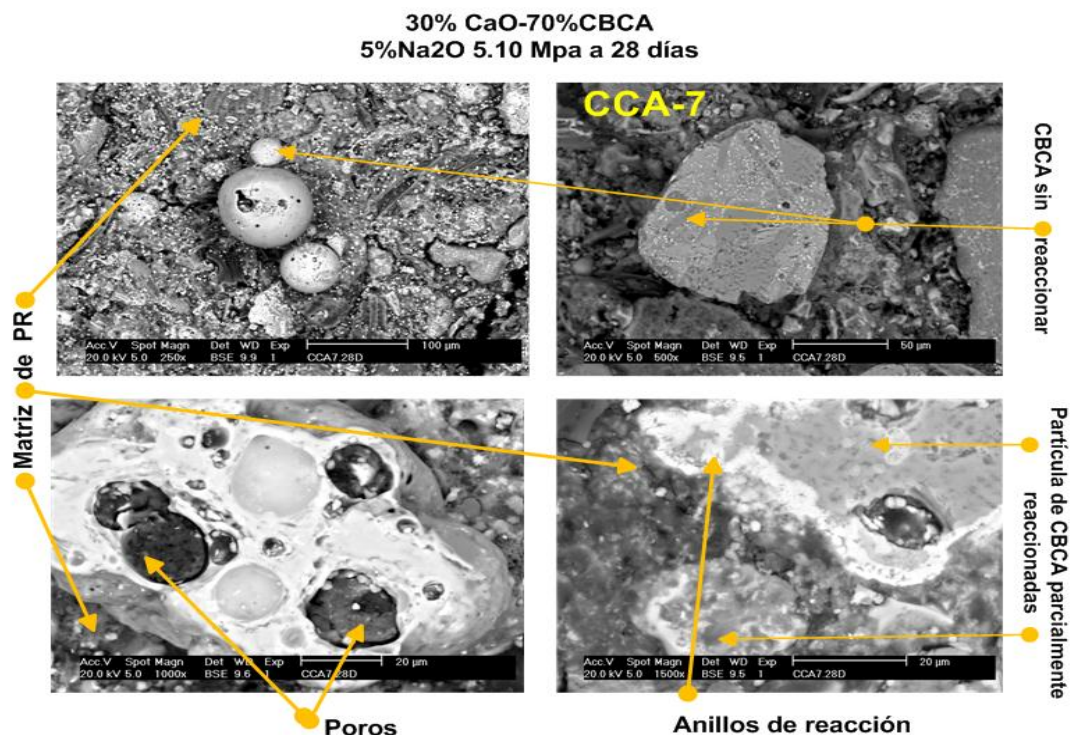 30% CaO-70%CBCA
5%Na2O 5.10 Mpa a 28 días
CCA-7
Acc.V Spot Magn Det WD Exp 100 µm
20.0 kV 5.0 250x BSE 9.9 1 CCA7.28D
Acc.V Spot Magn Det WD Exp 50 µm
20.0 kV 5.0 500x BSE 9.5 1 CCA7.28D
CBCA sin
reaccionar
Matriz de PR
Acc.V Spot Magn Det WD Exp 20 µm
20.0 kV 5.0 1000x BSE 9.6 1 CCA7.28D
Acc.V Spot Magn Det WD Exp 20 µm
20.0 kV 5.0 1500x BSE 9.5 1 CCA7.28D
Partícula de CBCA parcialmente
reaccionadas
Poros
Anillos de reacción